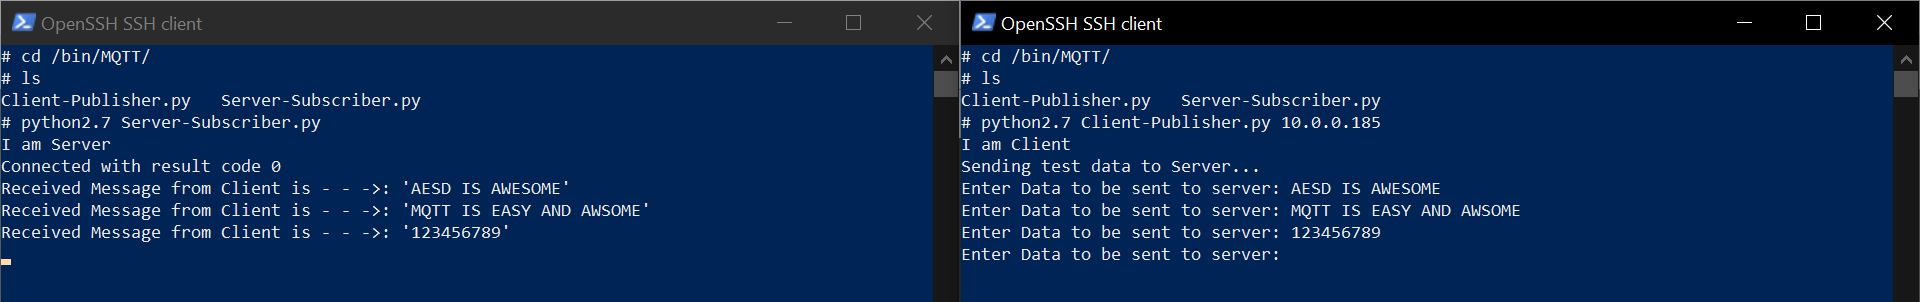 OpenSSH SSH client
# cd /bin/MQTT/
# ls
Client-Publisher.py   Server-Subscriber.py
# python2.7 Server-Subscriber.py
I am Server
Connected with result code 0
Received Message from Client is - - ->: 'AESD IS AWESOME'
Received Message from Client is - - ->: 'MQTT IS EASY AND AWSOME'
Received Message from Client is - - ->: '123456789'
OpenSSH SSH client
# cd /bin/MQTT/
# ls
Client-Publisher.py   Server-Subscriber.py
# python2.7 Client-Publisher.py 10.0.0.185
I am Client
Sending test data to Server...
Enter Data to be sent to server: AESD IS AWESOME
Enter Data to be sent to server: MQTT IS EASY AND AWSOME
Enter Data to be sent to server: 123456789
Enter Data to be sent to server: